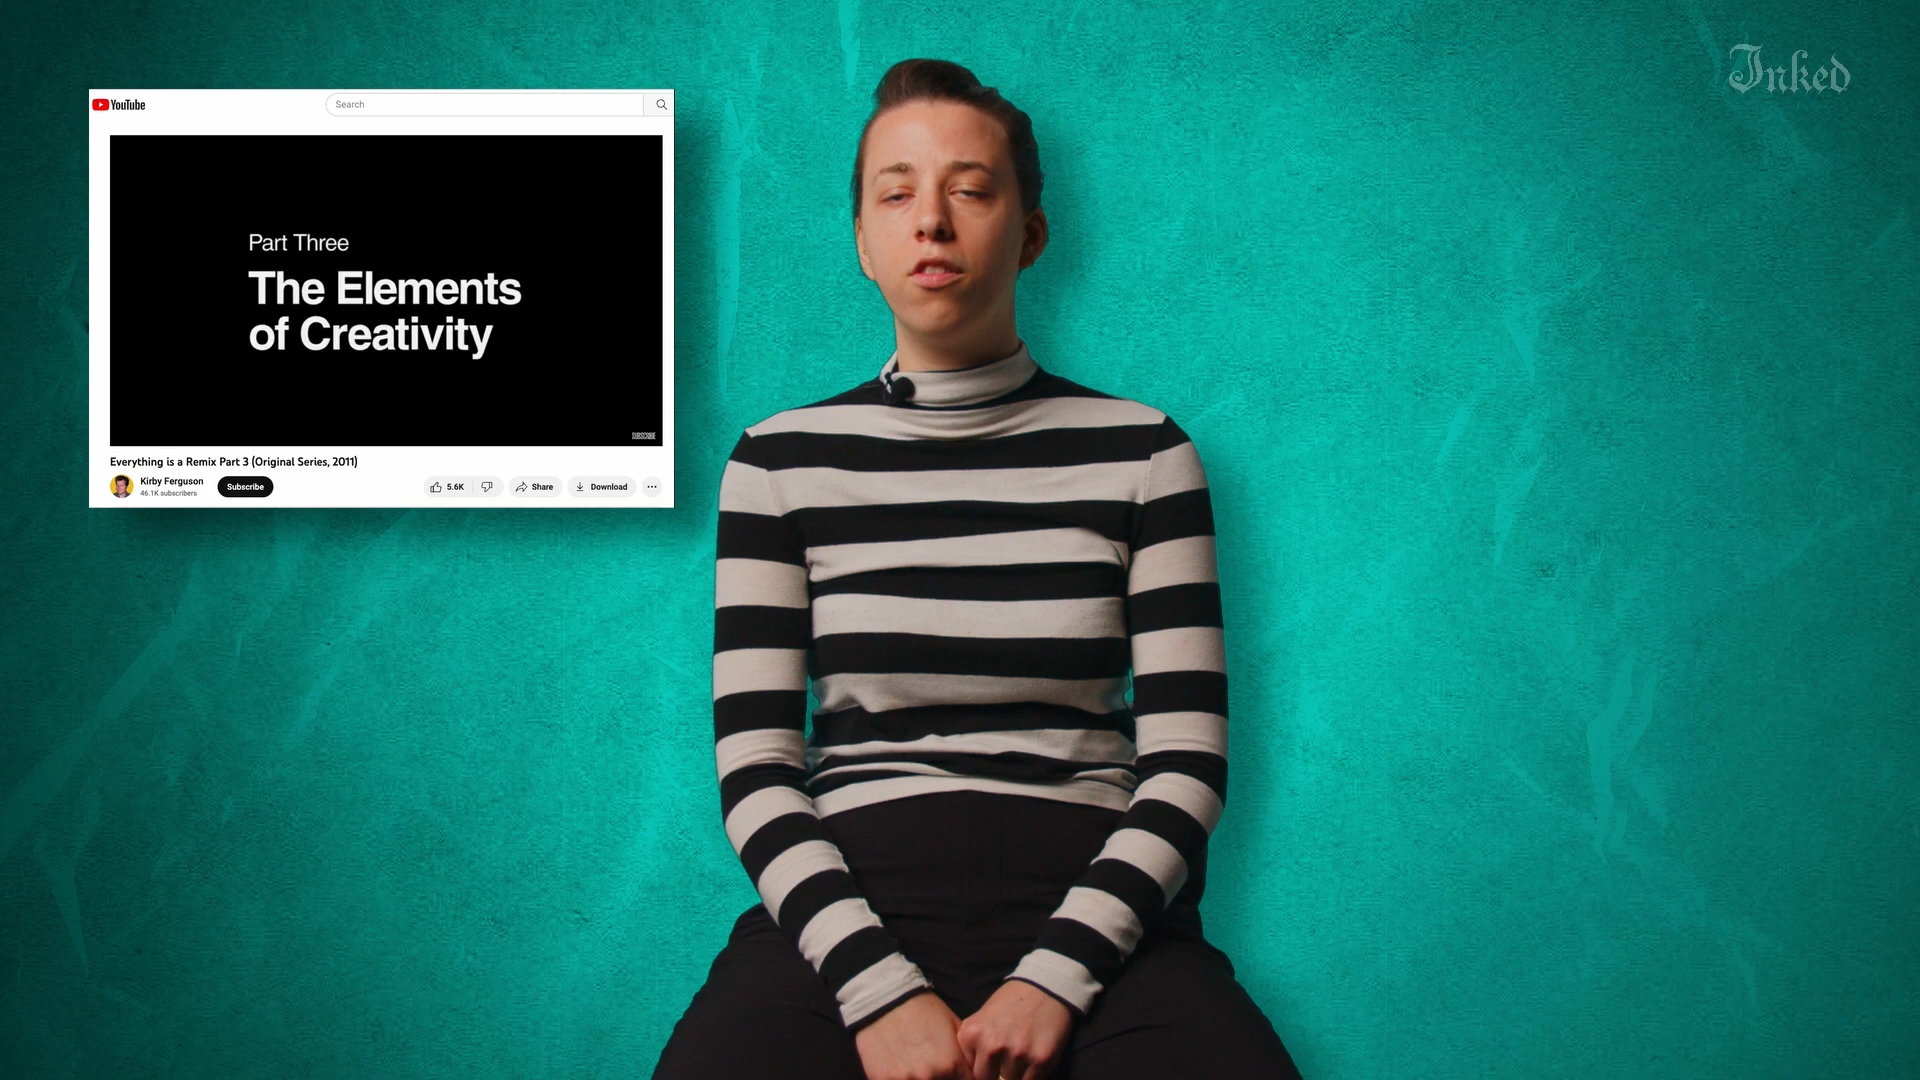 YouTube
Search
Part Three
The Elements
of Creativity
SUBSCRIBE
Everything is a Remix Part 3 (Original Series, 2011)
Kirby Ferguson
46.1K subscribers
Subscribe
5.6K
Share
Download
Inked